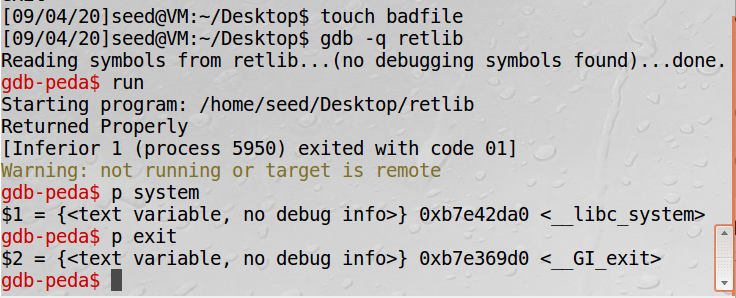 [09/04/20]seed@VM:~/Desktop$ touch badfile
[09/04/20]seed@VM:~/Desktop$ gdb -q retlib
Reading symbols from retlib...(no debugging symbols found)...done.
gdb-peda$ run
Starting program: /home/seed/Desktop/retlib
Returned Properly
[Inferior 1 (process 5950) exited with code 01]
Warning: not running or target is remote
gdb-peda$ p system
$1 = {<text variable, no debug info>} 0xb7e42da0 <__libc_system>
gdb-peda$ p exit
$2 = {<text variable, no debug info>} 0xb7e369d0 <__GI_exit>
gdb-peda$